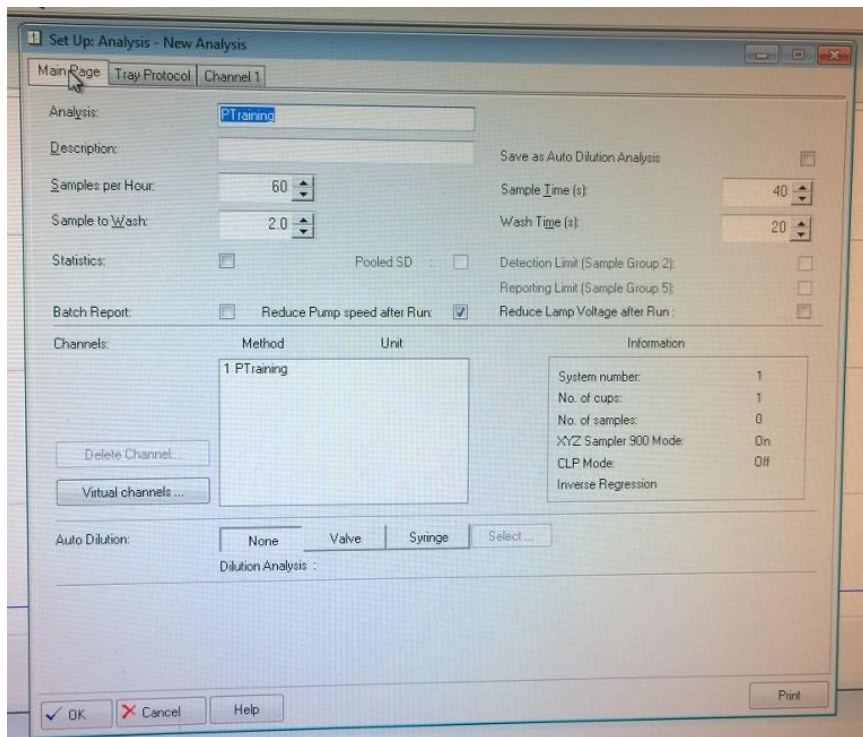 Set Up: Analysis - New Analysis
Main Page Tray Protocol Channel 1
Analysis: PTraining
Description:
Save as Auto Dilution Analysis
Samples per Hour: 60 Sample Time (s): 40
Sample to Wash: 2.0 Wash Time (s): 20
Statistics: Pooled SD : Detection Limit (Sample Group 2):
Reporting Limit (Sample Group 5):
Batch Report: Reduce Pump speed after Run: Reduce Lamp Voltage after Run :
Channels: Method Unit Information
1 PTraining
System number: 1
No. of cups: 1
No. of samples: 0
XYZ Sampler 900 Mode: On
CLP Mode: Off
Inverse Regression
Delete Channel...
Virtual channels ...
Auto Dilution: None Valve Syringe Select ...
Dilution Analysis :
OK Cancel Help Print